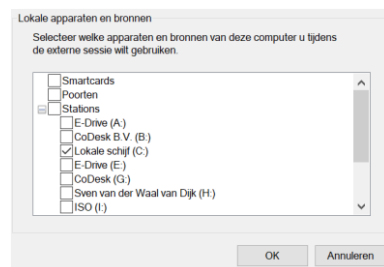 Lokale apparaten en bronnen
Selecteer welke apparaten en bronnen van deze computer u tijdens
de externe sessie wilt gebruiken.
Smartcards
Poorten
Stations
E-Drive (A:)
CoDesk B.V. (B:)
Lokale schijf (C:)
E-Drive (E:)
CoDesk (G:)
Sven van der Waal van Dijk (H:)
ISO (I:)
OK Annuleren